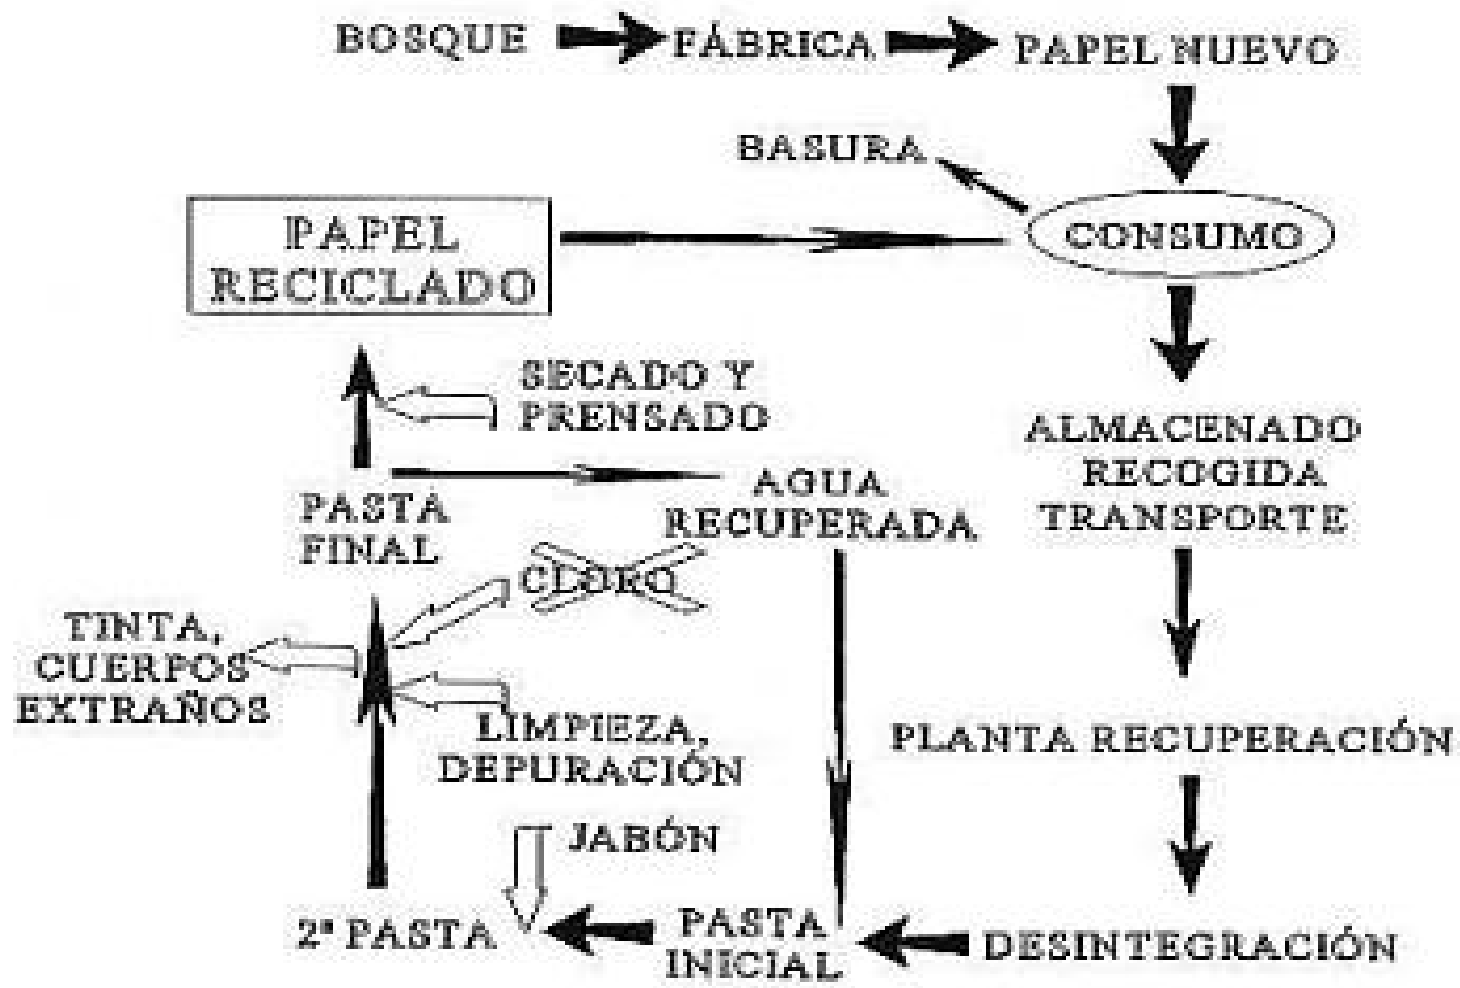 BOSQUE
FÁBRICA
PAPEL NUEVO
BASURA
CONSUMO
PAPEL
RECICLADO
SECADO Y
PRENSADO
ALMACENADO
RECOGIDA
TRANSPORTE
AGUA
RECUPERADA
PASTA
FINAL
CLORO
TINTA,
CUERPOS
EXTRAÑOS
LIMPIEZA,
DEPURACIÓN
PLANTA RECUPERACIÓN
JABÓN
2ª PASTA
PASTA
INICIAL
DESINTEGRACIÓN